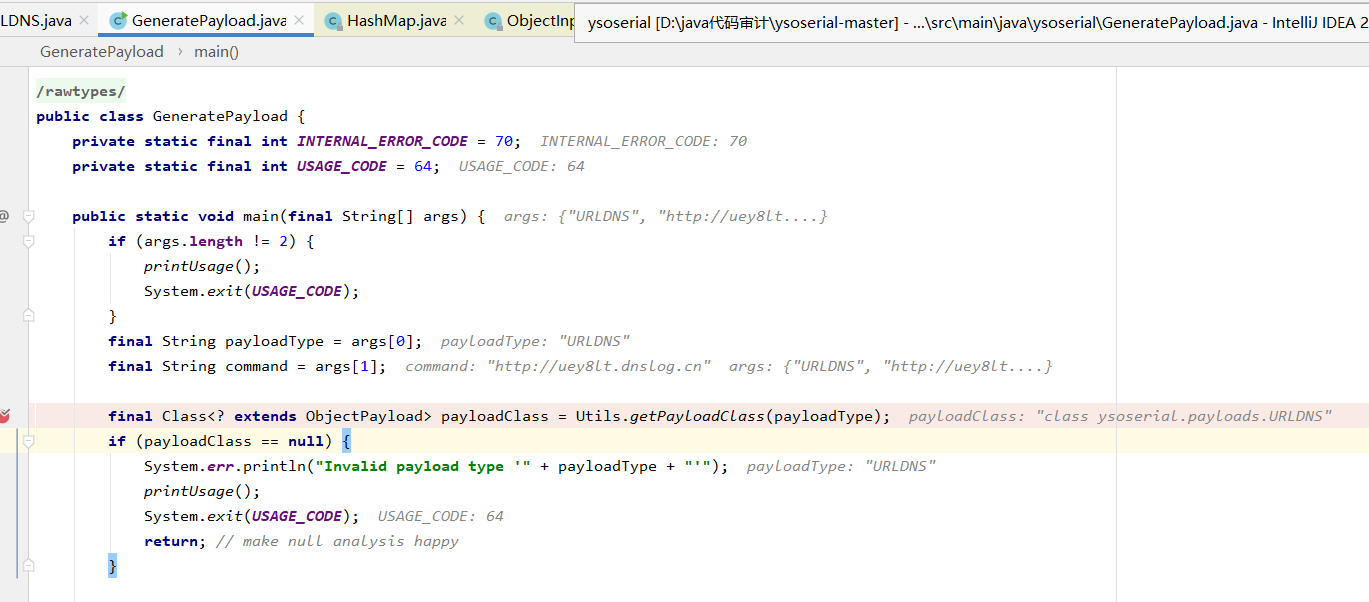 LDNS.java × GeneratePayload.java × HashMap.java × ObjectInp ysoserial [D:\java代码审计\ysoserial-master] - ...\src\main\java\ysoserial\GeneratePayload.java - IntelliJ IDEA 2
GeneratePayload › main()
/rawtypes/
public class GeneratePayload {
private static final int INTERNAL_ERROR_CODE = 70; INTERNAL_ERROR_CODE: 70
private static final int USAGE_CODE = 64; USAGE_CODE: 64
@ public static void main(final String[] args) { args: {"URLDNS", "http://uey8lt....}
if (args.length != 2) {
printUsage();
System.exit(USAGE_CODE);
}
final String payloadType = args[0]; payloadType: "URLDNS"
final String command = args[1]; command: "http://uey8lt.dnslog.cn" args: {"URLDNS", "http://uey8lt....}
final Class<? extends ObjectPayload> payloadClass = Utils.getPayloadClass(payloadType); payloadClass: "class ysoserial.payloads.URLDNS"
if (payloadClass == null) {
System.err.println("Invalid payload type '" + payloadType + "'"); payloadType: "URLDNS"
printUsage();
System.exit(USAGE_CODE); USAGE_CODE: 64
return; // make null analysis happy
}